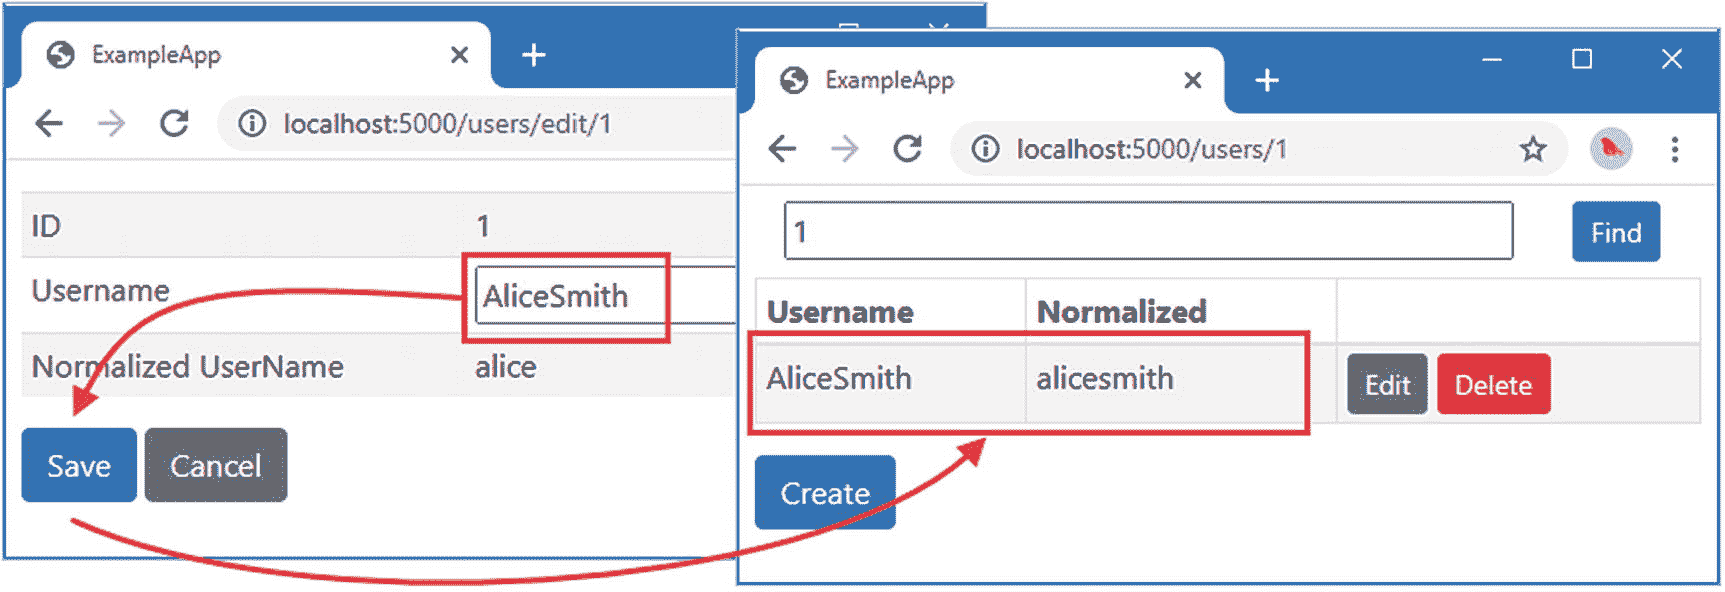 ExampleApp
localhost:5000/users/edit/1
ID 1
Username AliceSmith
Normalized UserName alice
Save Cancel
ExampleApp
localhost:5000/users/1
1 Find
Username Normalized
AliceSmith alicesmith Edit Delete
Create